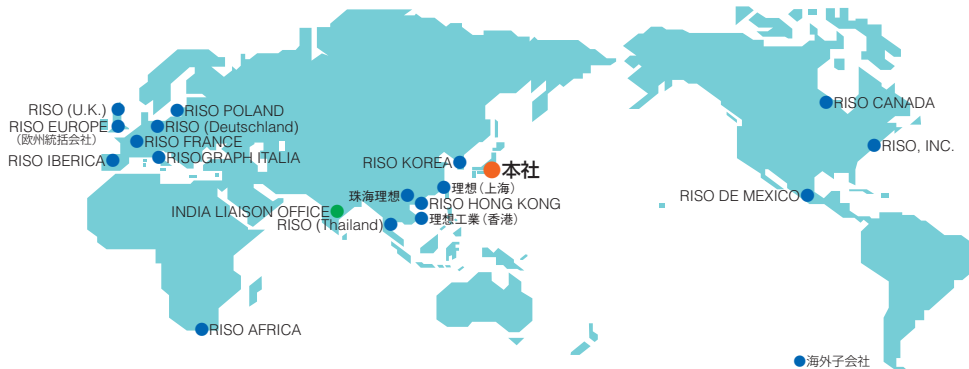 RISO (U.K.)
RISO POLAND
RISO EUROPE
(欧州統括会社)
RISO (Deutschland)
RISO FRANCE
RISO IBERICA
RISOGRAPH ITALIA
RISO KOREA
本社
珠海理想
理想(上海)
RISO HONG KONG
INDIA LIAISON OFFICE
理想工業(香港)
RISO (Thailand)
RISO AFRICA
RISO CANADA
RISO, INC.
RISO DE MEXICO
海外子会社